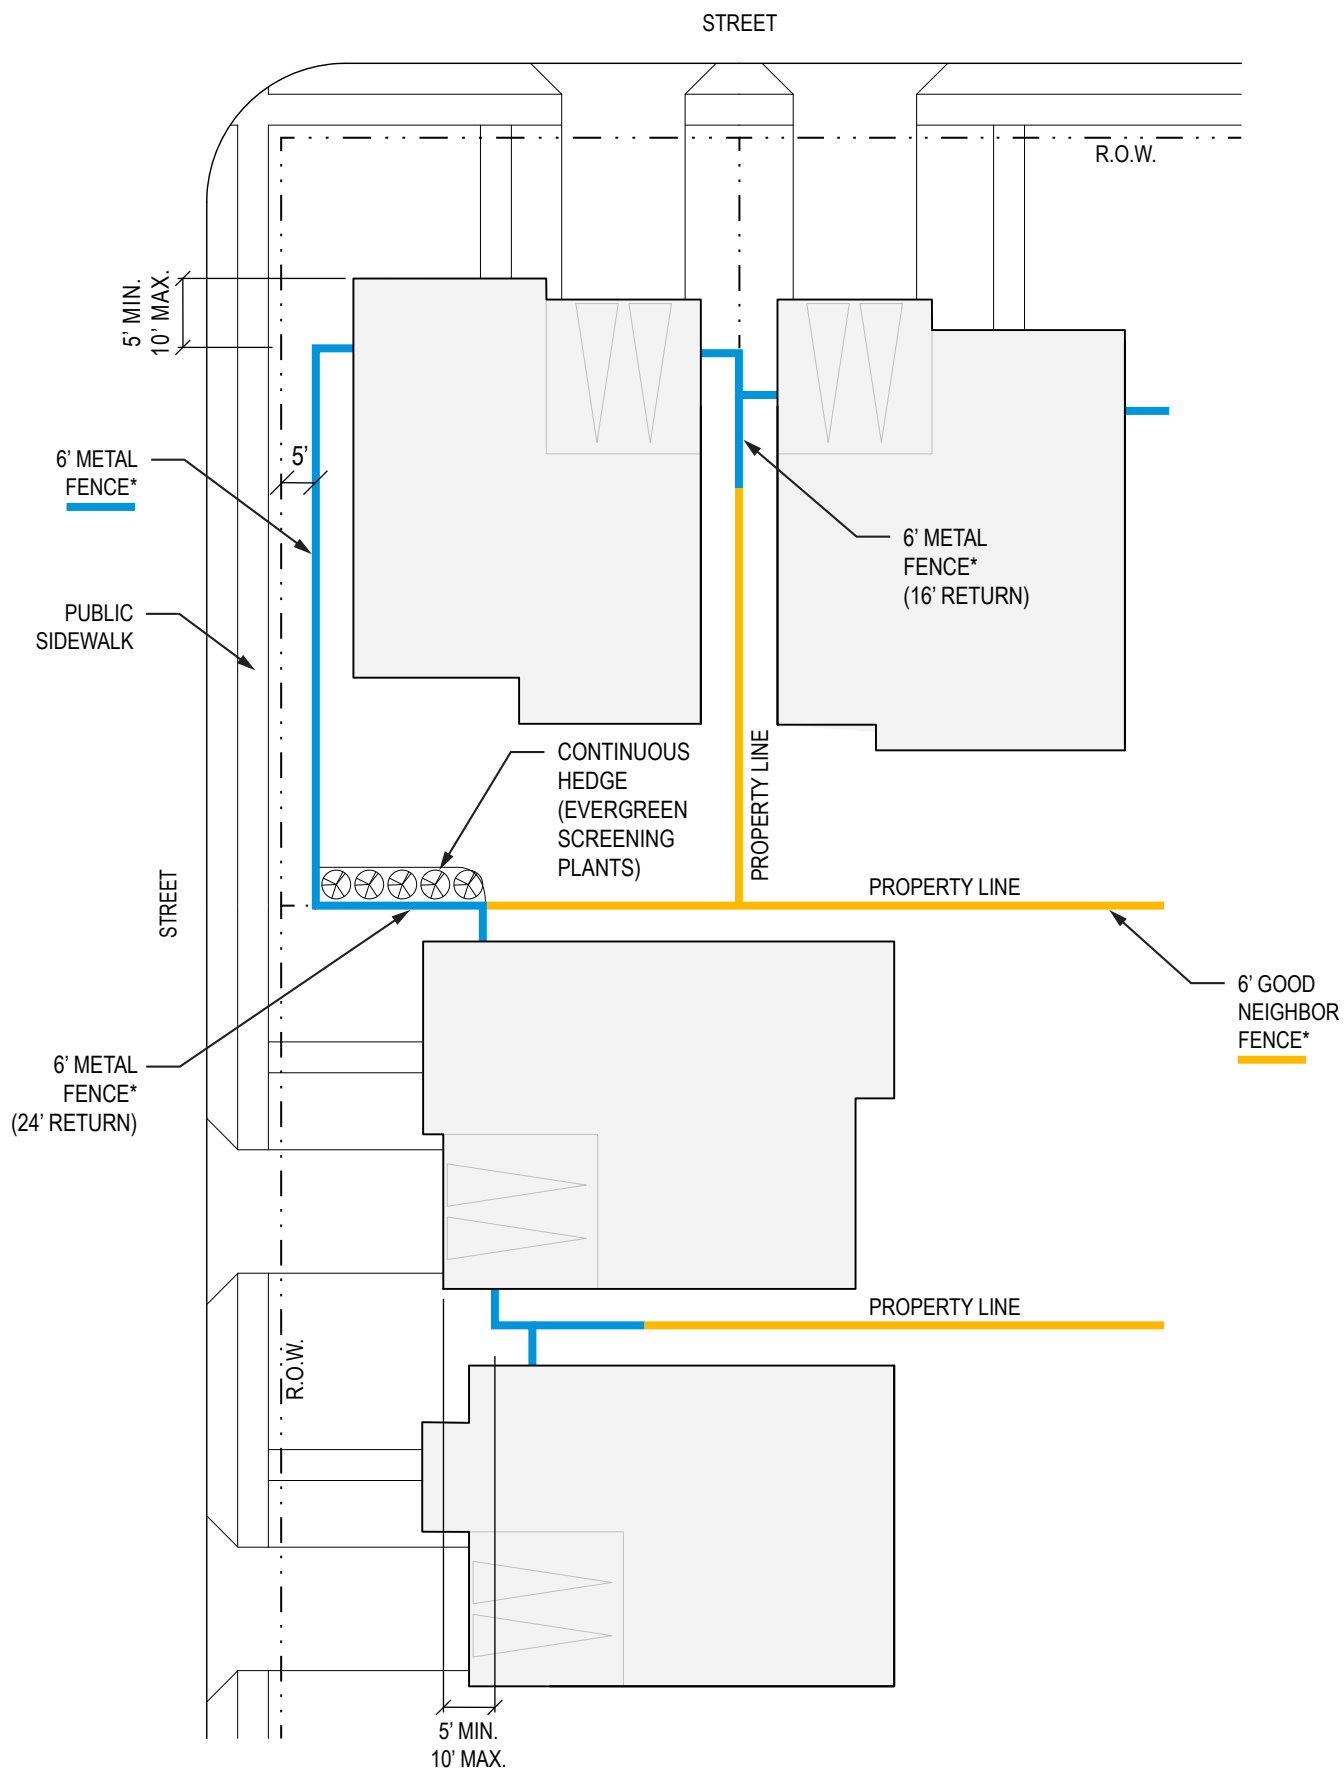 STREET
R.O.W.
5’ MIN.
10’ MAX.
6’ METAL
FENCE*
5’
6’ METAL
FENCE*
(16’ RETURN)
PUBLIC
SIDEWALK
CONTINUOUS
HEDGE
(EVERGREEN
SCREENING
PLANTS)
PROPERTY LINE
PROPERTY LINE
STREET
6’ GOOD
NEIGHBOR
FENCE*
6’ METAL
FENCE*
(24’ RETURN)
PROPERTY LINE
R.O.W.
5’ MIN.
10’ MAX.